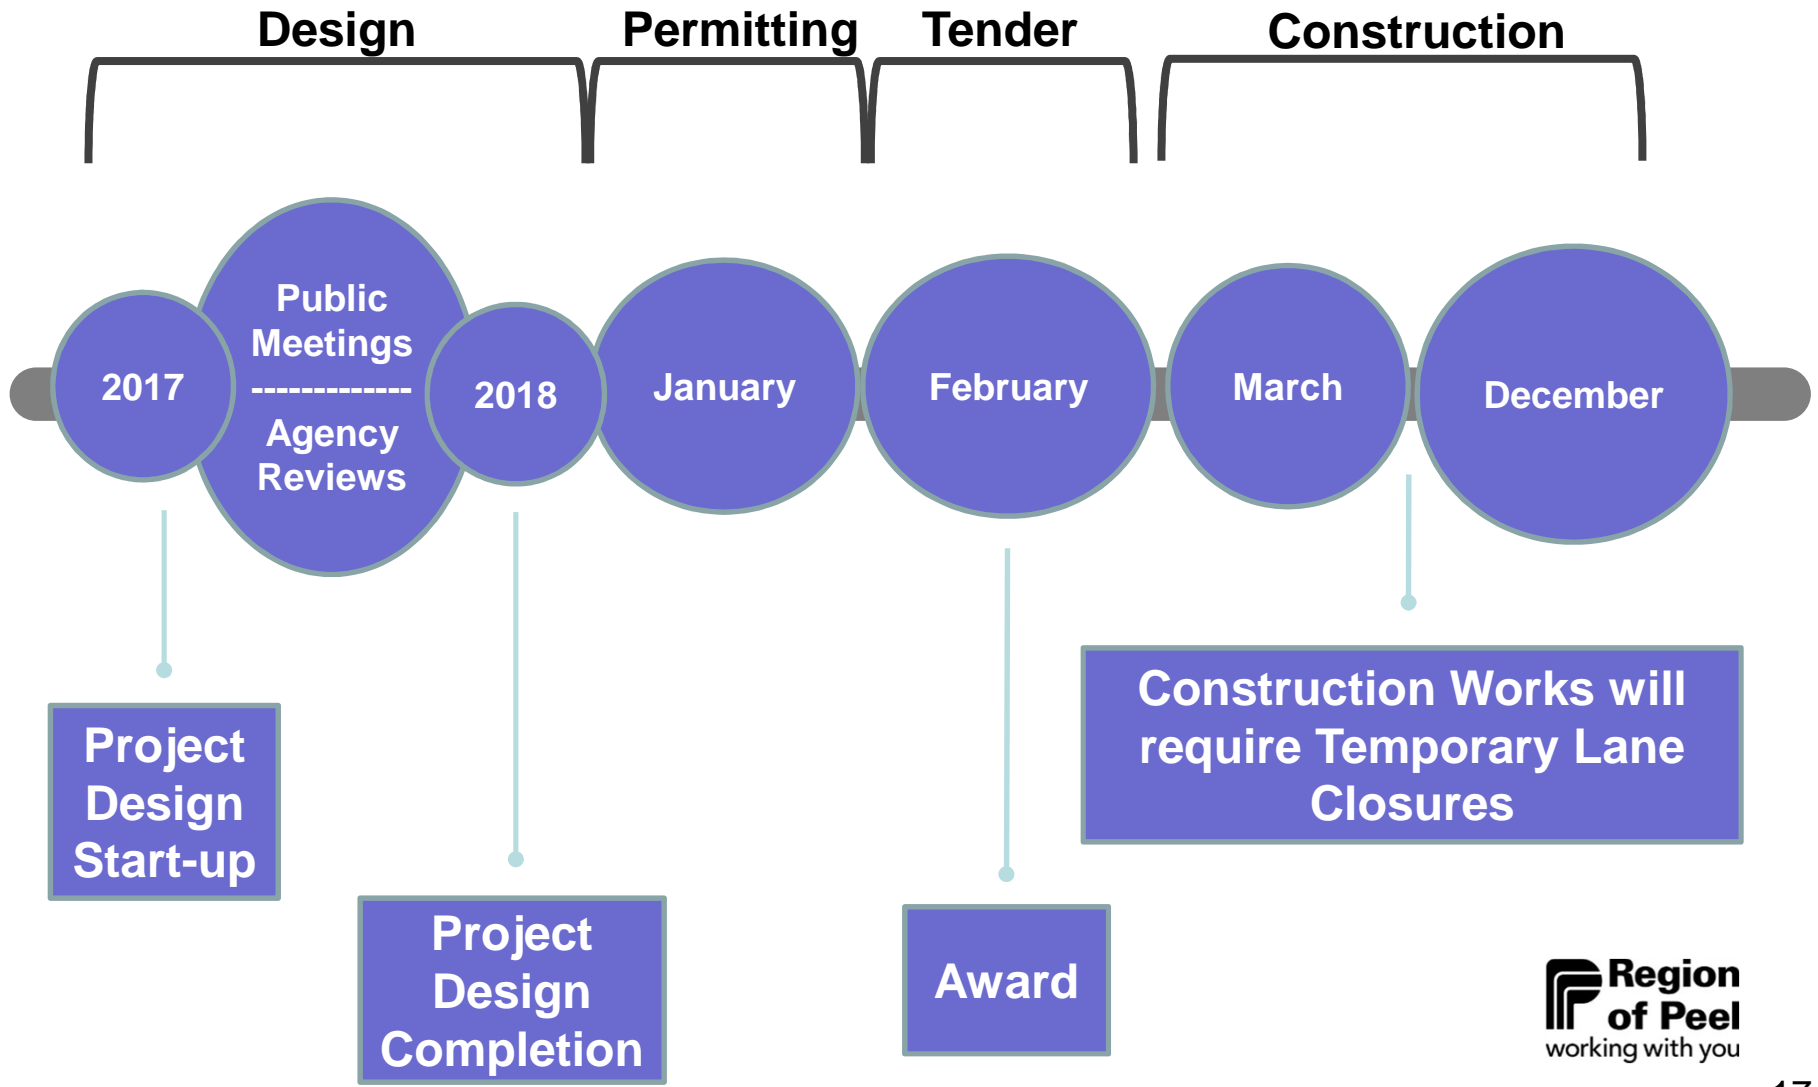 Design
Permitting
Tender
Construction
2017
Public
Meetings
-------------
Agency
Reviews
2018
January
February
March
December
Project
Design
Start-up
Project
Design
Completion
Award
Construction Works will
require Temporary Lane
Closures
Region
of Peel
working with you